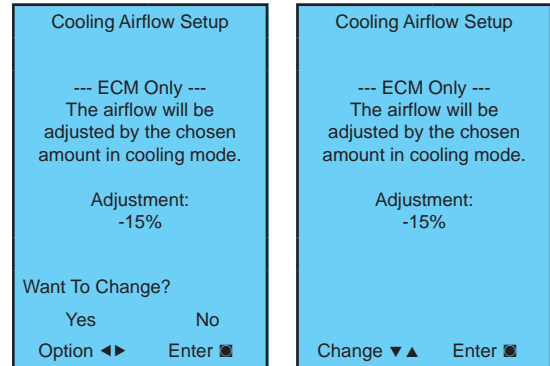 Cooling Airflow Setup
--- ECM Only ---
The airflow will be
adjusted by the chosen
amount in cooling mode.
Adjustment:
-15%
Want To Change?
Yes No
Option ◄► Enter ◙
Cooling Airflow Setup
--- ECM Only ---
The airflow will be
adjusted by the chosen
amount in cooling mode.
Adjustment:
-15%
Change ▼▲ Enter ◙